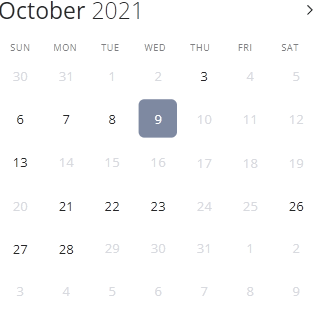 October 2021
SUN MON TUE WED THU FRI SAT
30 31 1 2 3 4 5
6 7 8 9 10 11 12
13 14 15 16 17 18 19
20 21 22 23 24 25 26
27 28 29 30 31 1 2
3 4 5 6 7 8 9